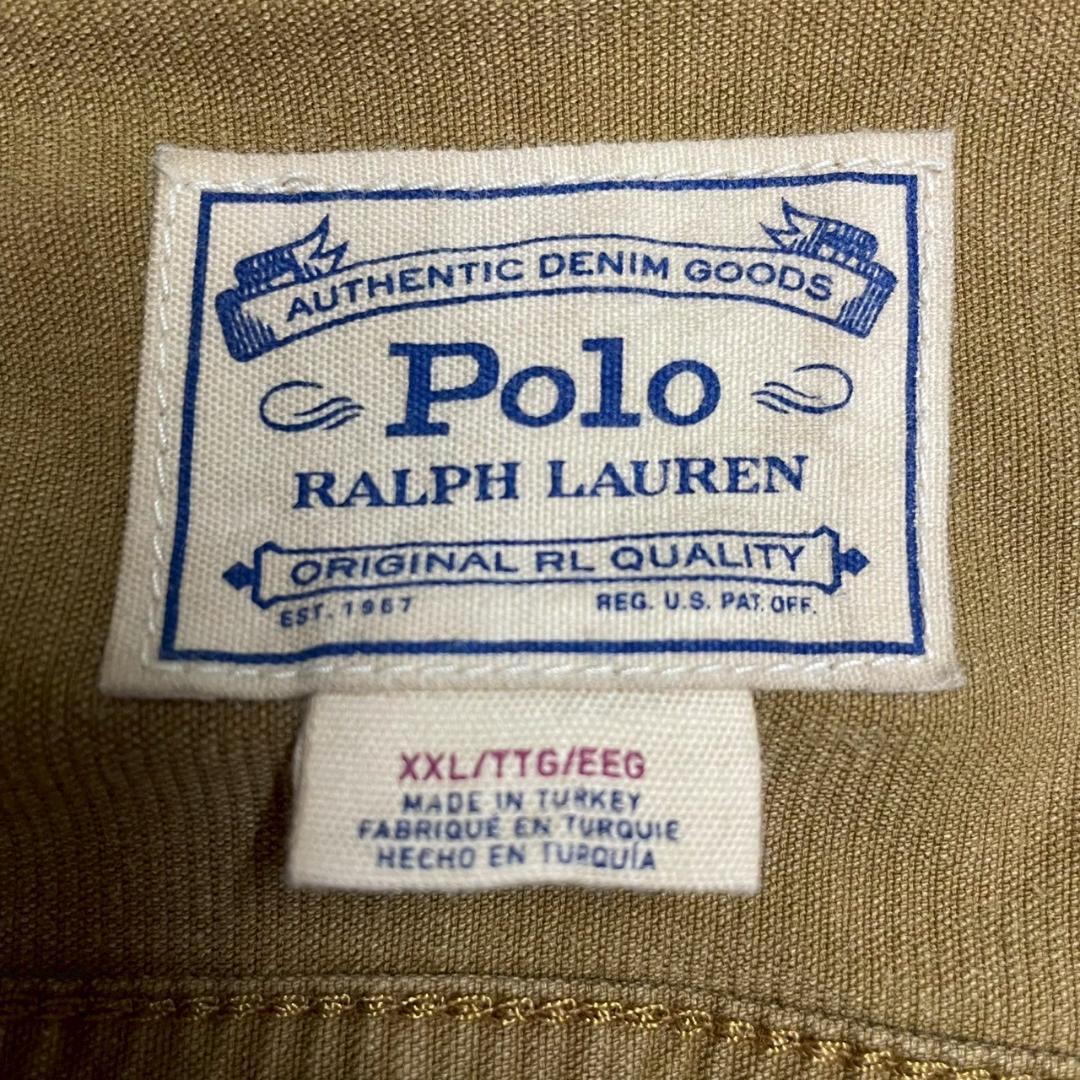 AUTHENTIC DENIM GOODS
Polo
RALPH LAUREN
ORIGINAL RL QUALITY
EST. 1967 REG. U.S. PAT. OFF.
XXL/TTG/EEG
MADE IN TURKEY
FABRIQUÉ EN TURQUIE
HECHO EN TURQUÍA